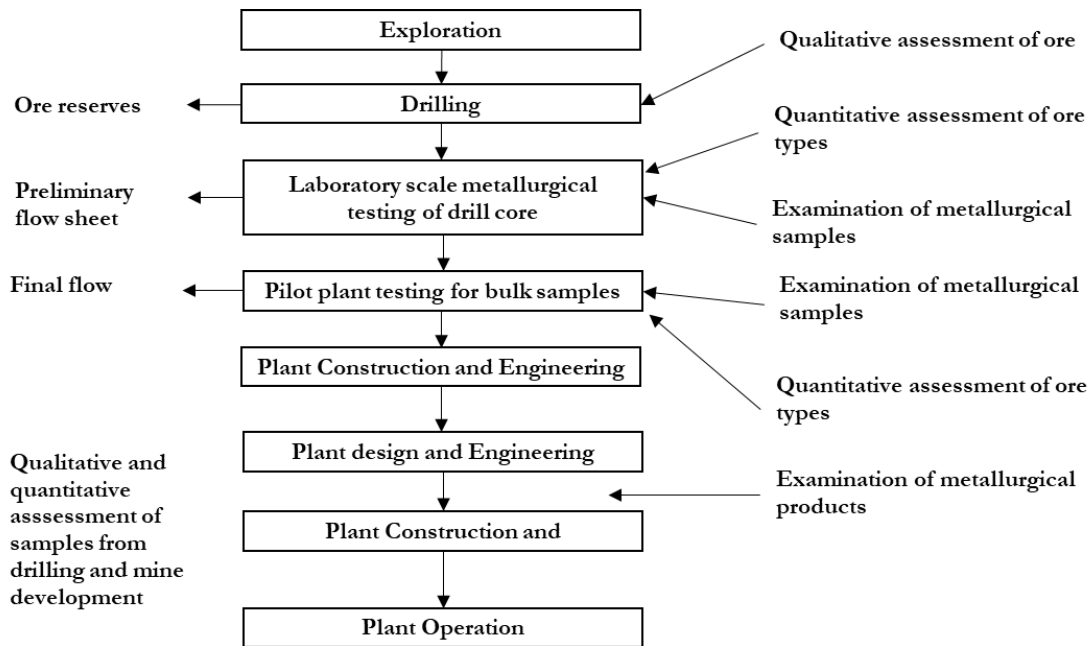 Exploration
Qualitative assessment of ore
Ore reserves
Drilling
Quantitative assessment of ore
types
Preliminary
flow sheet
Laboratory scale metallurgical
testing of drill core
Examination of metallurgical
samples
Final flow
Pilot plant testing for bulk samples
Examination of metallurgical
samples
Plant Construction and Engineering
Quantitative assessment of ore
types
Plant design and Engineering
Qualitative and
quantitative
asssessment of
samples from
drilling and mine
development
Examination of metallurgical
products
Plant Construction and
Plant Operation